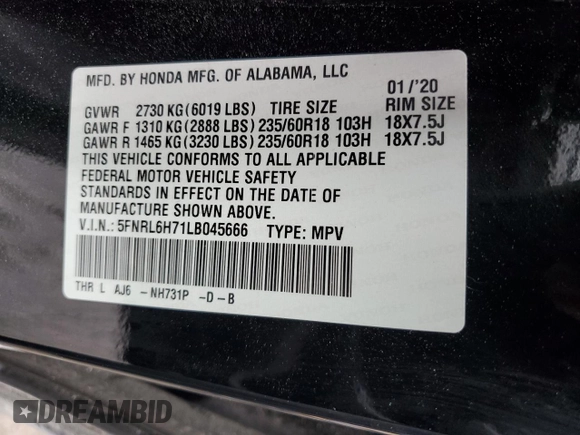 MFD. BY HONDA MFG. OF ALABAMA, LLC
01/'20
GVWR 2730 KG(6019 LBS) TIRE SIZE RIM SIZE
GAWR F 1310 KG(2888 LBS) 235/60R18 103H 18X7.5J
GAWR R 1465 KG(3230 LBS) 235/60R18 103H 18X7.5J
THIS VEHICLE CONFORMS TO ALL APPLICABLE
FEDERAL MOTOR VEHICLE SAFETY
STANDARDS IN EFFECT ON THE DATE OF
MANUFACTURE SHOWN ABOVE.
V.I.N.: 5FNRL6H71LB045666 TYPE: MPV
THR L AJ6 -NH731P -D-B
DREAMBID